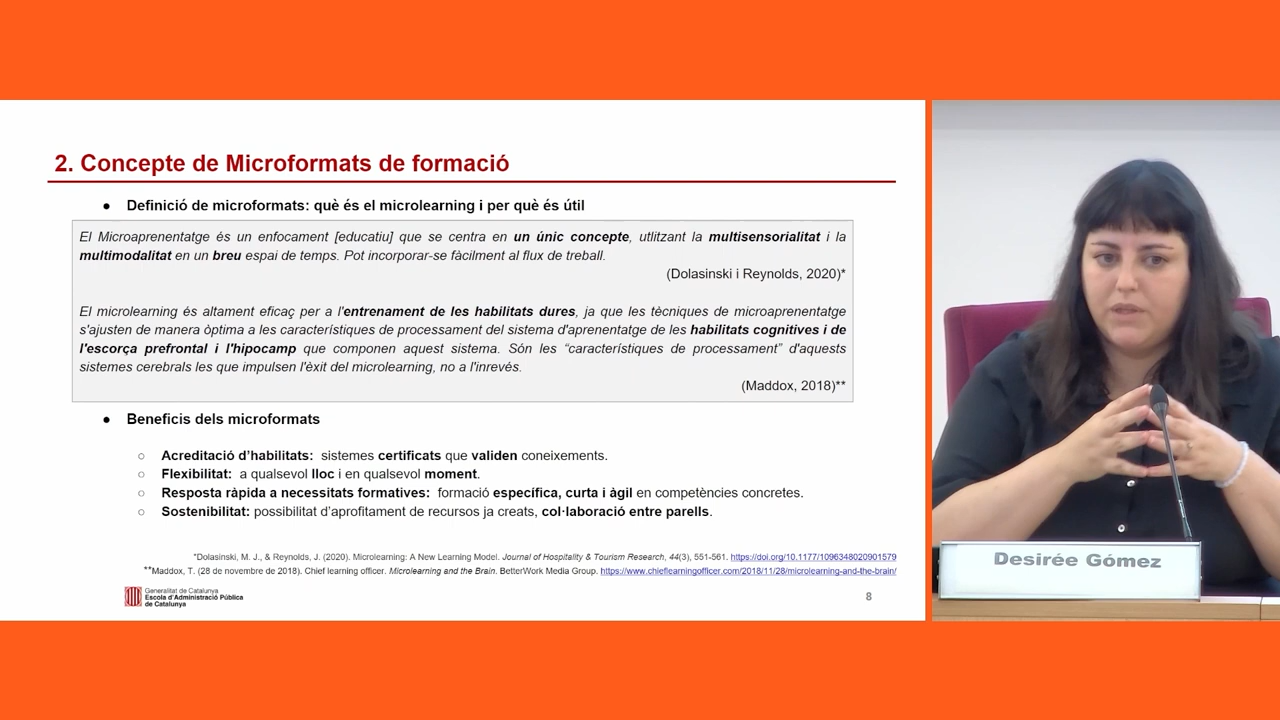 2. Concepte de Microformats de formació
● Definició de microformats: què és el microlearning i per què és útil
El Microaprenentatge és un enfocament [educatiu] que se centra en un únic concepte, utlitzant la multisensorialitat i la
multimodalitat en un breu espai de temps. Pot incorporar-se fàcilment al flux de treball.
(Dolasinski i Reynolds, 2020)*
El microlearning és altament eficaç per a l'entrenament de les habilitats dures, ja que les tècniques de microaprenentatge
s'ajusten de manera òptima a les característiques de processament del sistema d'aprenentatge de les habilitats cognitives i de
l'escorça prefrontal i l'hipocamp que componen aquest sistema. Són les “característiques de processament” d'aquests
sistemes cerebrals les que impulsen l'èxit del microlearning, no a l'inrevés.
(Maddox, 2018)**
● Beneficis dels microformats
○ Acreditació d’habilitats: sistemes certificats que validen coneixements.
○ Flexibilitat: a qualsevol lloc i en qualsevol moment.
○ Resposta ràpida a necessitats formatives: formació específica, curta i àgil en competències concretes.
○ Sostenibilitat: possibilitat d’aprofitament de recursos ja creats, col·laboració entre parells.
*Dolasinski, M. J., & Reynolds, J. (2020). Microlearning: A New Learning Model. Journal of Hospitality & Tourism Research, 44(3), 551-561. https://doi.org/10.1177/1096348020901579
**Maddox, T. (28 de novembre de 2018). Chief learning officer. Microlearning and the Brain. BetterWork Media Group. https://www.chieflearningofficer.com/2018/11/28/microlearning-and-the-brain/
Generalitat de Catalunya
Escola d'Administració Pública
de Catalunya
8
Desirée Gómez